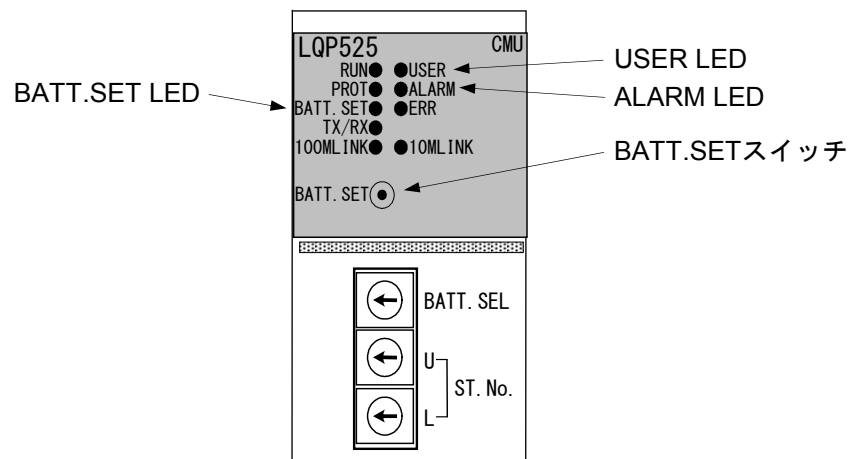 LQP525 CMU
RUN USER
PROT ALARM
BATT.SET ERR
TX/RX
100MLINK 10MLINK
BATT.SET
BATT.SEL
U
ST.No.
L
BATT.SET LED
USER LED
ALARM LED
BATT.SETスイッチ